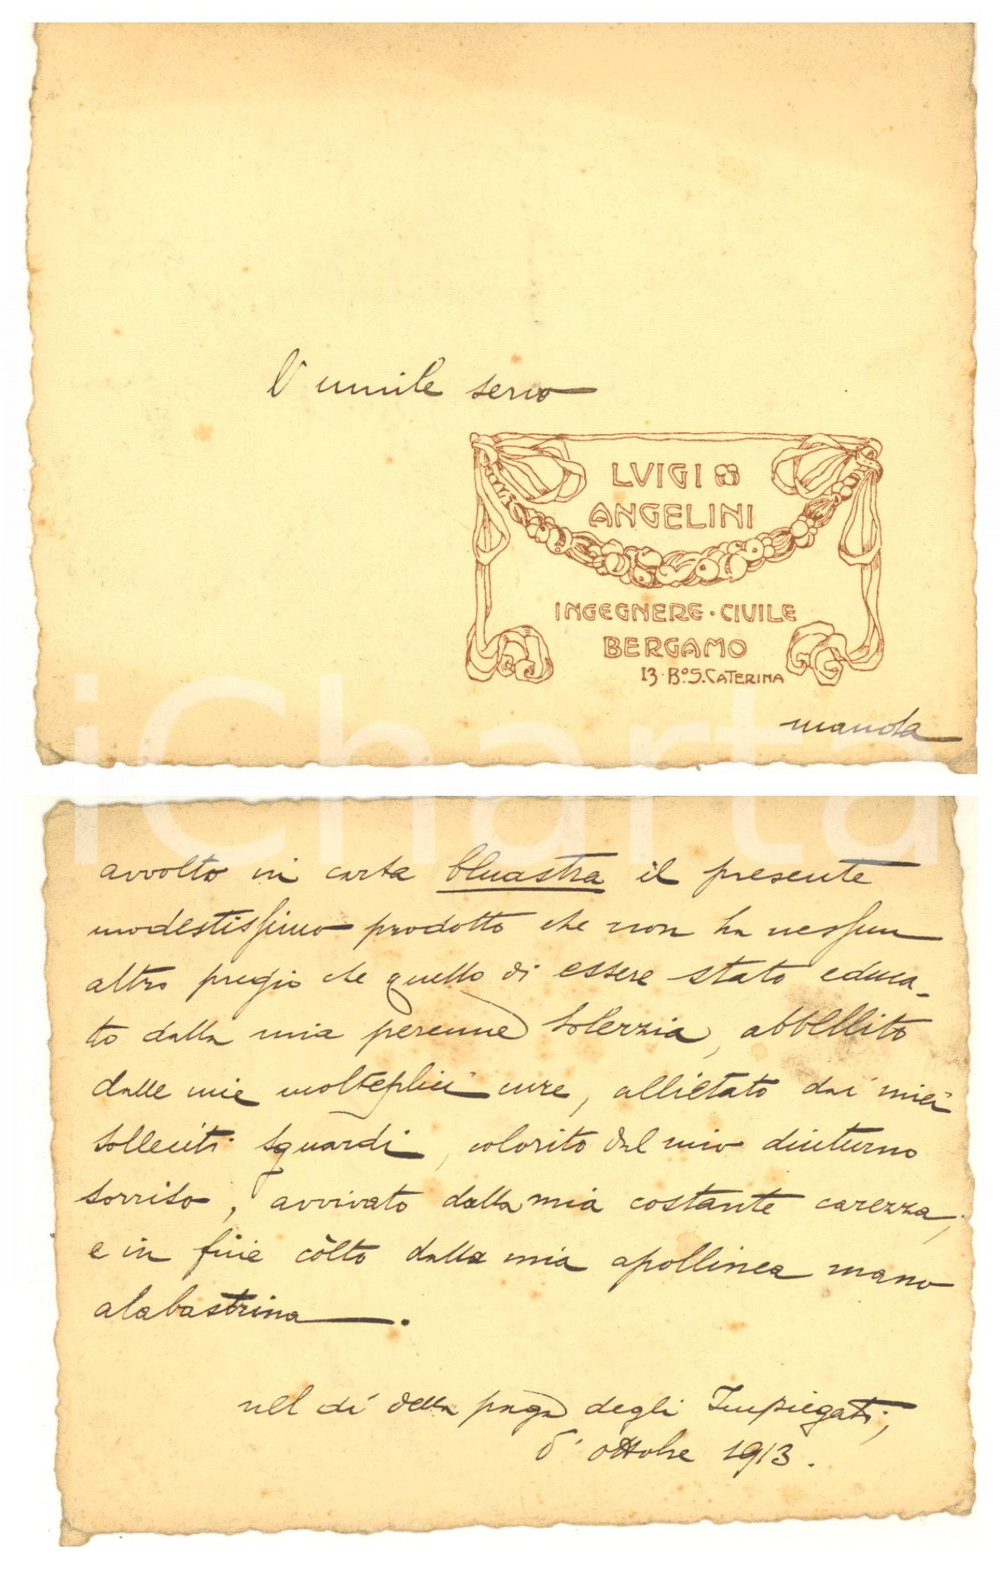 l'umile servo
LVIGI
ANGELINI
INGEGNERE · CIVILE
BERGAMO
13 · Bº S. CATERINA
manda
iCharta
avvolto in carta bluastra il presente
modestissimo prodotto che non ha nessun
altro pregio che quello di essere stato educa-
to dalla mia perenne solerzia, abbellito
dalle mie molteplici cure, allietato dai miei
solleciti sguardi, colorito dal mio diuturno
sorriso, avvivato dalla mia costante carezza,
e in fine còlto dalla mia apollinea mano
alabastrina.
nel dì della paga degli Impiegati,
d'ottobre 1913.